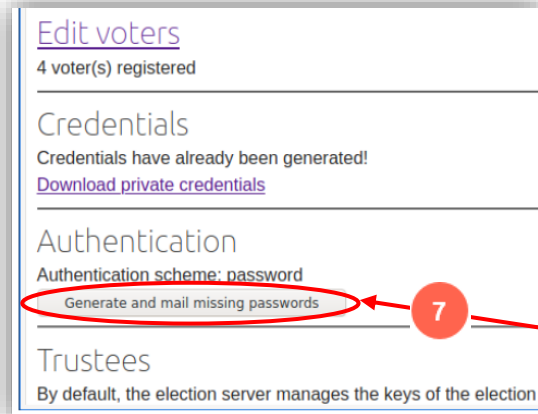 Edit voters
4 voter(s) registered
Credentials
Credentials have already been generated!
Download private credentials
Authentication
Authentication scheme: password
Generate and mail missing passwords
7
Trustees
By default, the election server manages the keys of the election